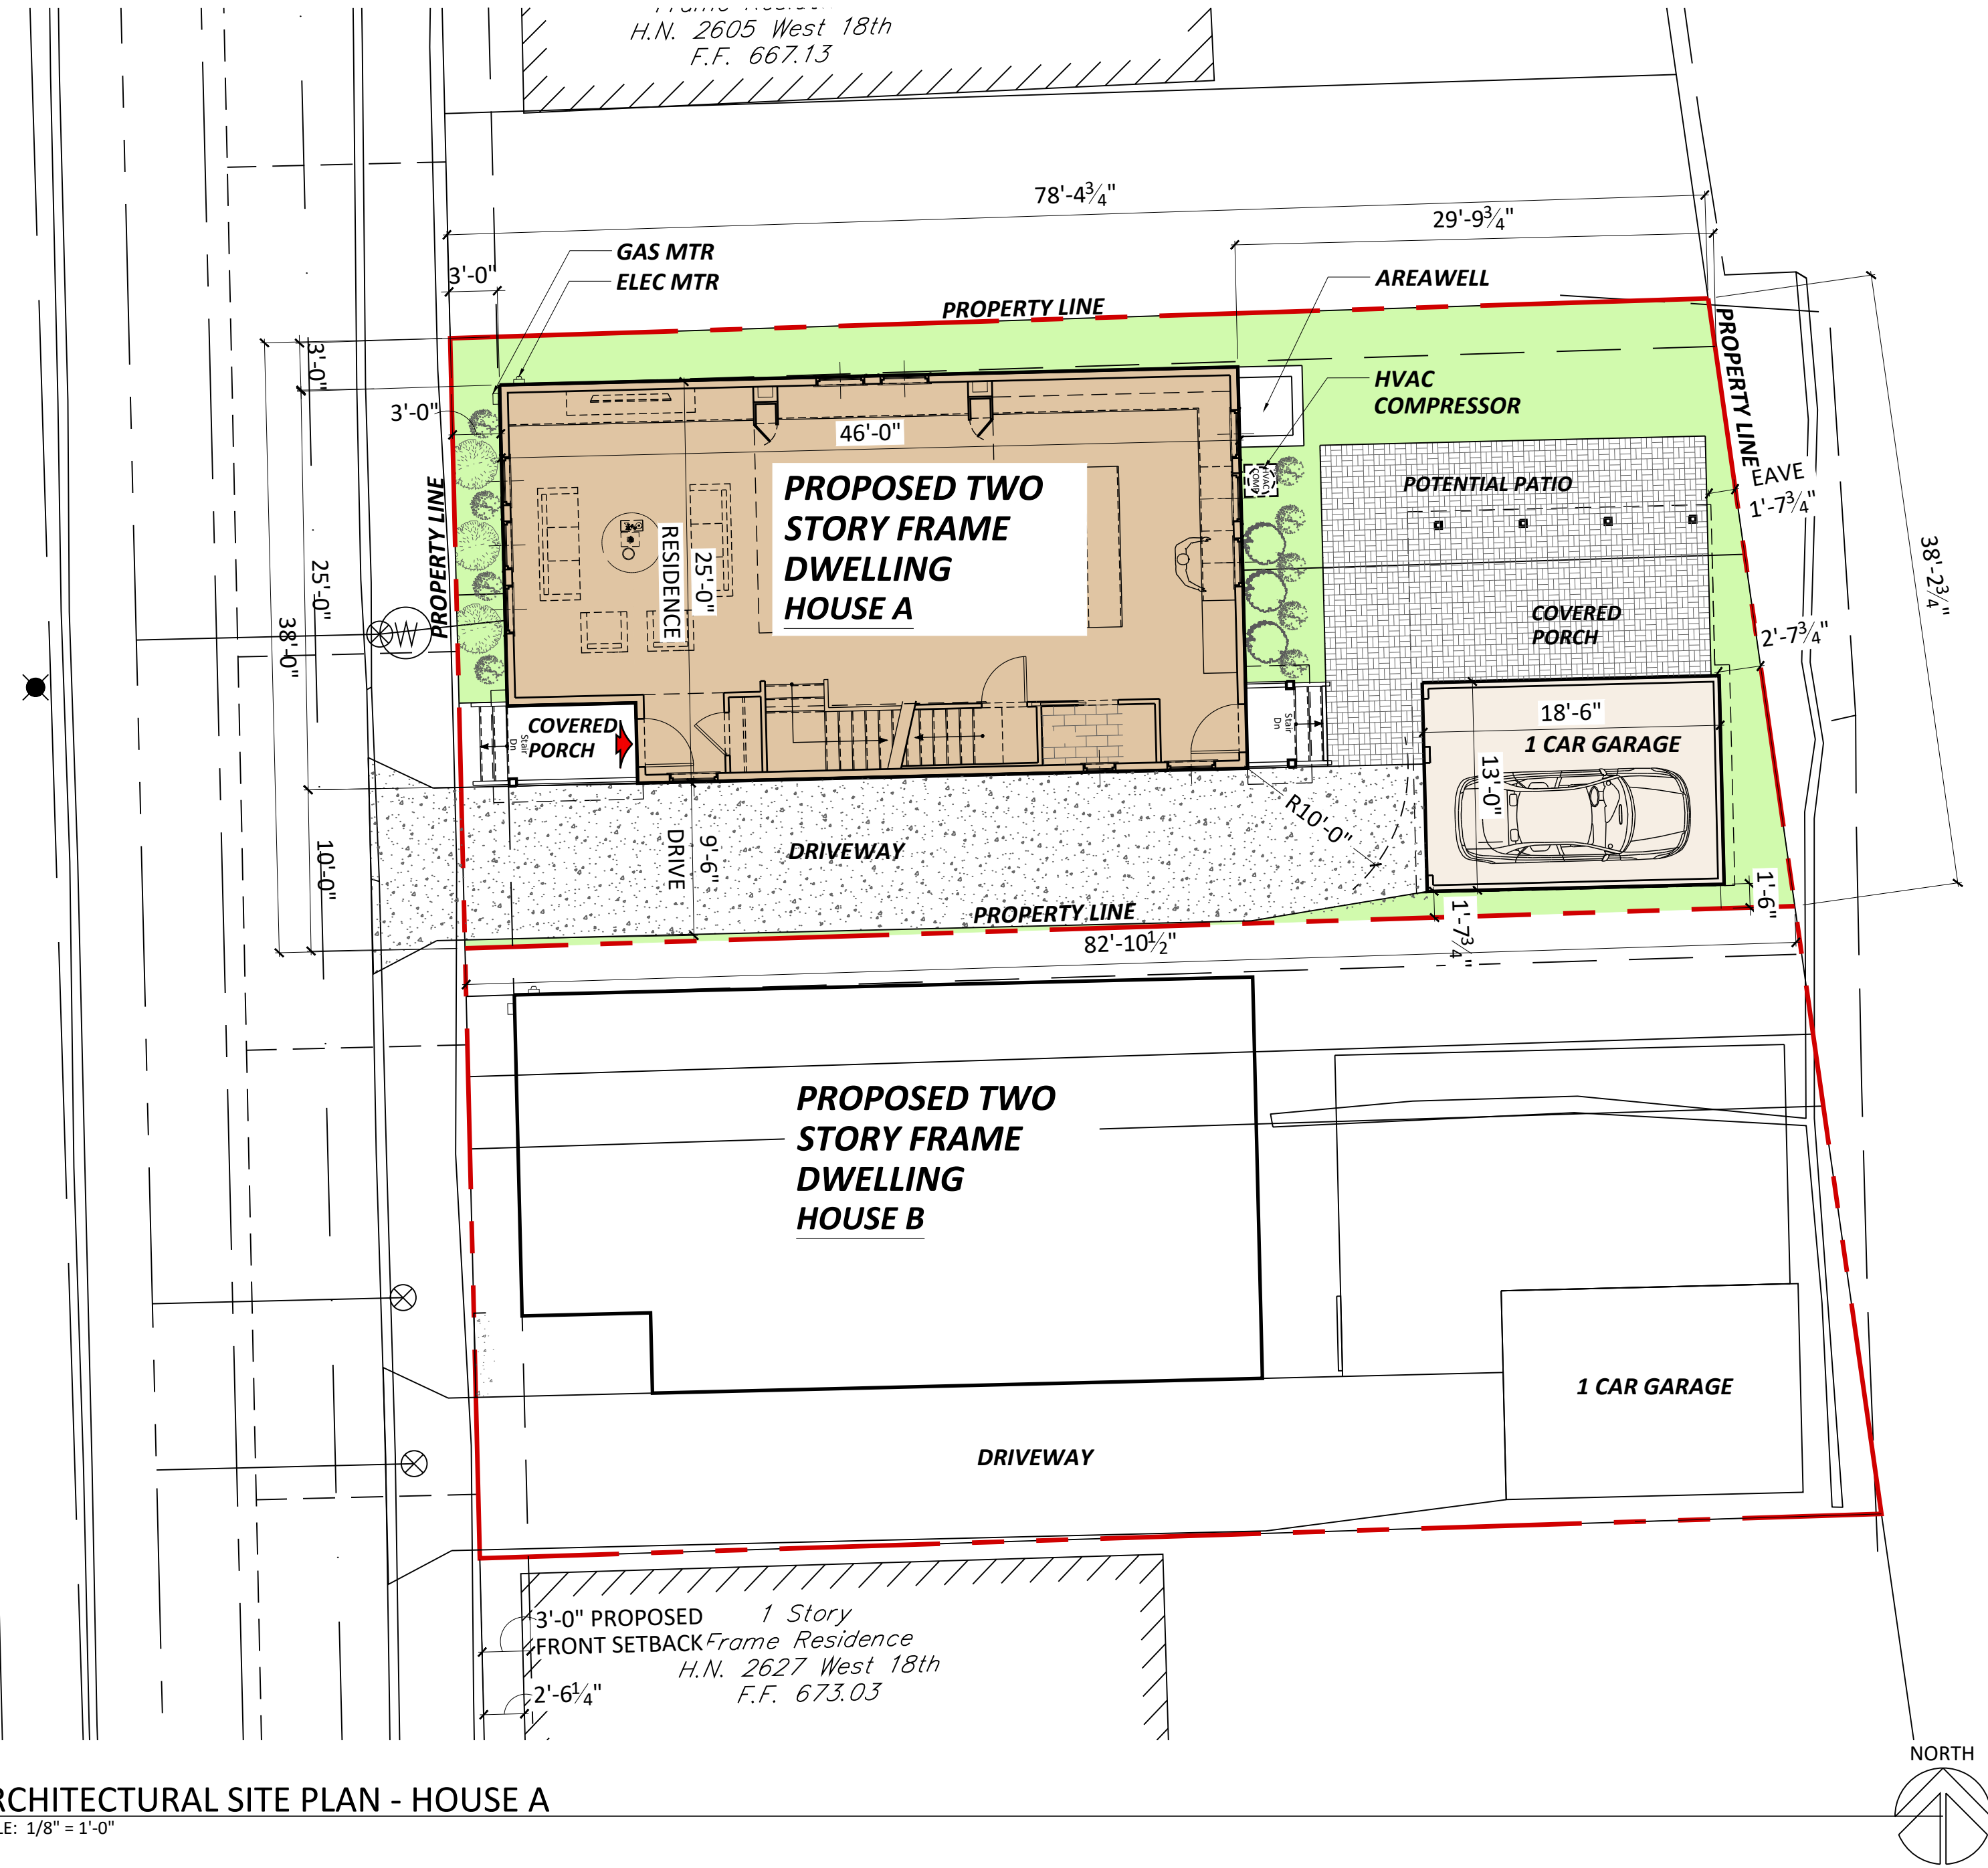 H.N. 2605 West 18th
F.F. 667.13
78'-4¾"
29'-9¾"
GAS MTR
ELEC MTR
3'-0"
AREAWELL
PROPERTY LINE
PROPERTY LINE
3'-0"
3'-0"
HVAC
COMPRESSOR
46'-0"
HVAC
COMP
PROPOSED TWO
STORY FRAME
DWELLING
HOUSE A
POTENTIAL PATIO
EAVE
1'-7¾"
PROPERTY LINE
RESIDENCE
25'-0"
25'-0"
38'-0"
38'-2¾"
W
COVERED
PORCH
2'-7¾"
COVERED
PORCH
Stair
Dn
Stair
Dn
18'-6"
1 CAR GARAGE
13'-0"
R10'-0"
10'-0"
DRIVE
9'-6"
DRIVEWAY
PROPERTY LINE
1'-7¾"
1'-6"
82'-10½"
PROPOSED TWO
STORY FRAME
DWELLING
HOUSE B
1 CAR GARAGE
DRIVEWAY
3'-0" PROPOSED
FRONT SETBACK
2'-6¼"
1 Story
Frame Residence
H.N. 2627 West 18th
F.F. 673.03
NORTH
RCHITECTURAL SITE PLAN - HOUSE A
LE: 1/8" = 1'-0"